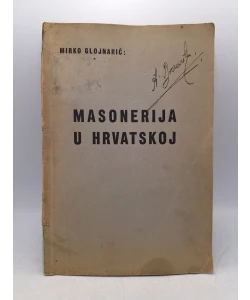 MIRKO GLOJNARIĆ:
MASONERIJA
U HRVATSKOJ